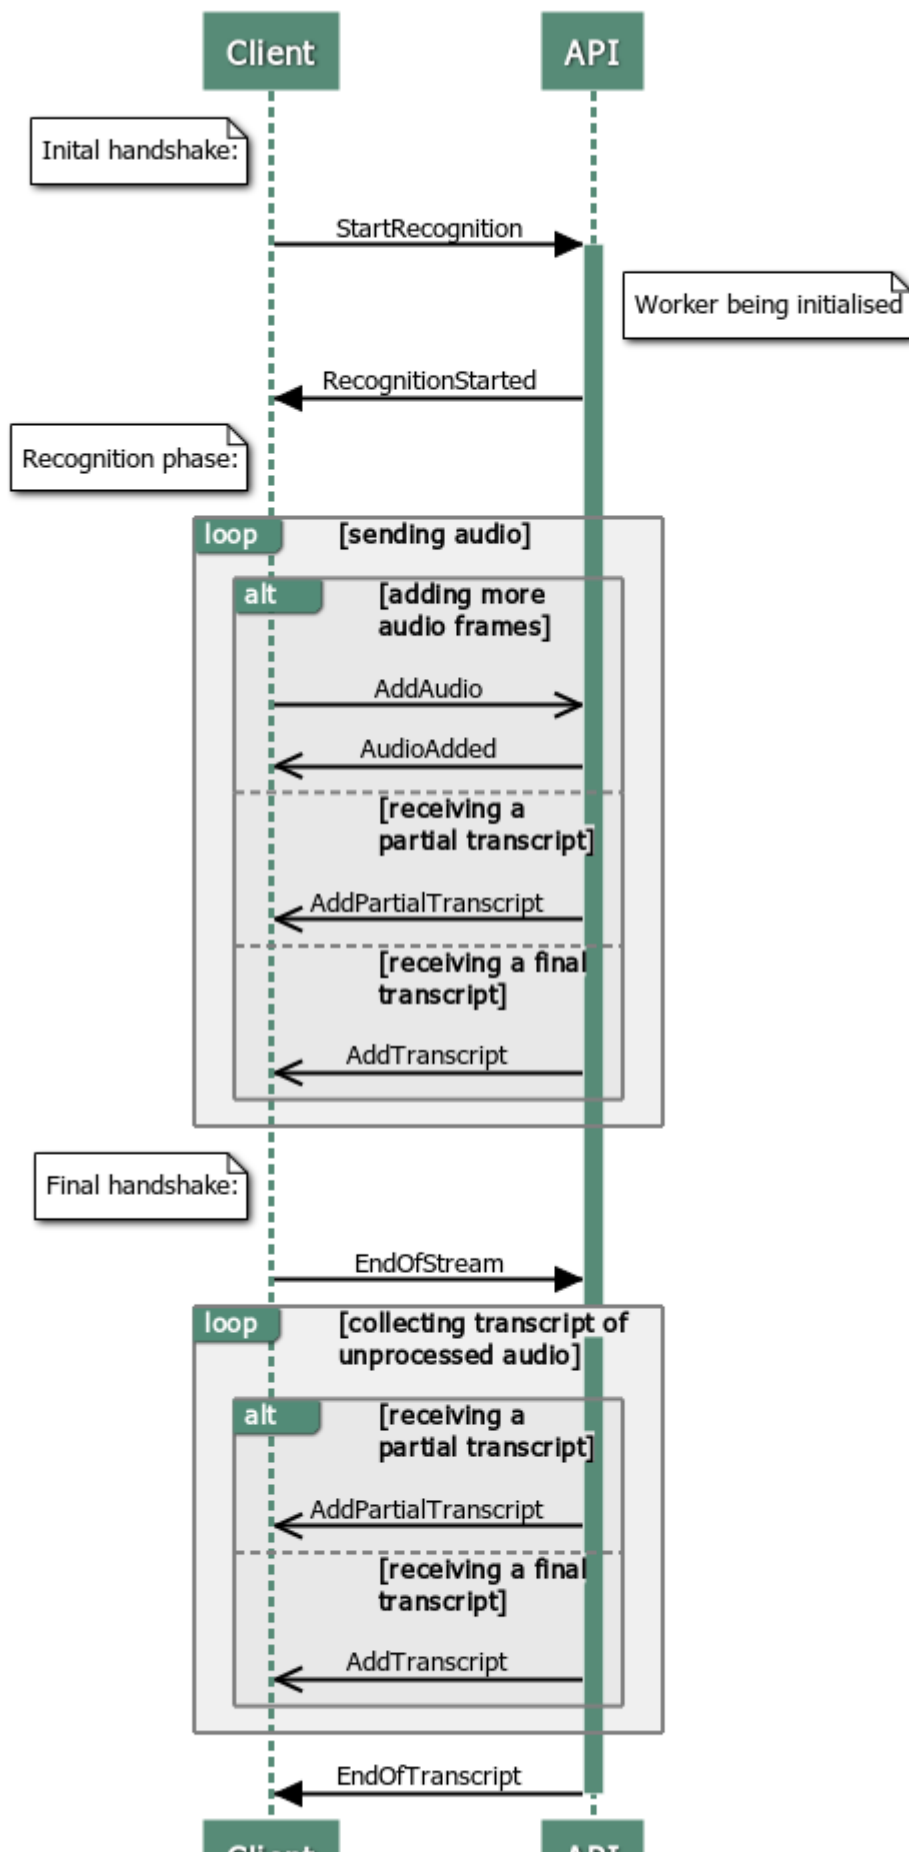 Client
API
Inital handshake:
StartRecognition
Worker being initialised
RecognitionStarted
Recognition phase:
loop
[sending audio]
alt
[adding more
audio frames]
AddAudio
AudioAdded
[receiving a
partial transcript]
AddPartialTranscript
[receiving a final
transcript]
AddTranscript
Final handshake:
EndOfStream
loop
[collecting transcript of
unprocessed audio]
alt
[receiving a
partial transcript]
AddPartialTranscript
[receiving a final
transcript]
AddTranscript
EndOfTranscript
Client
API